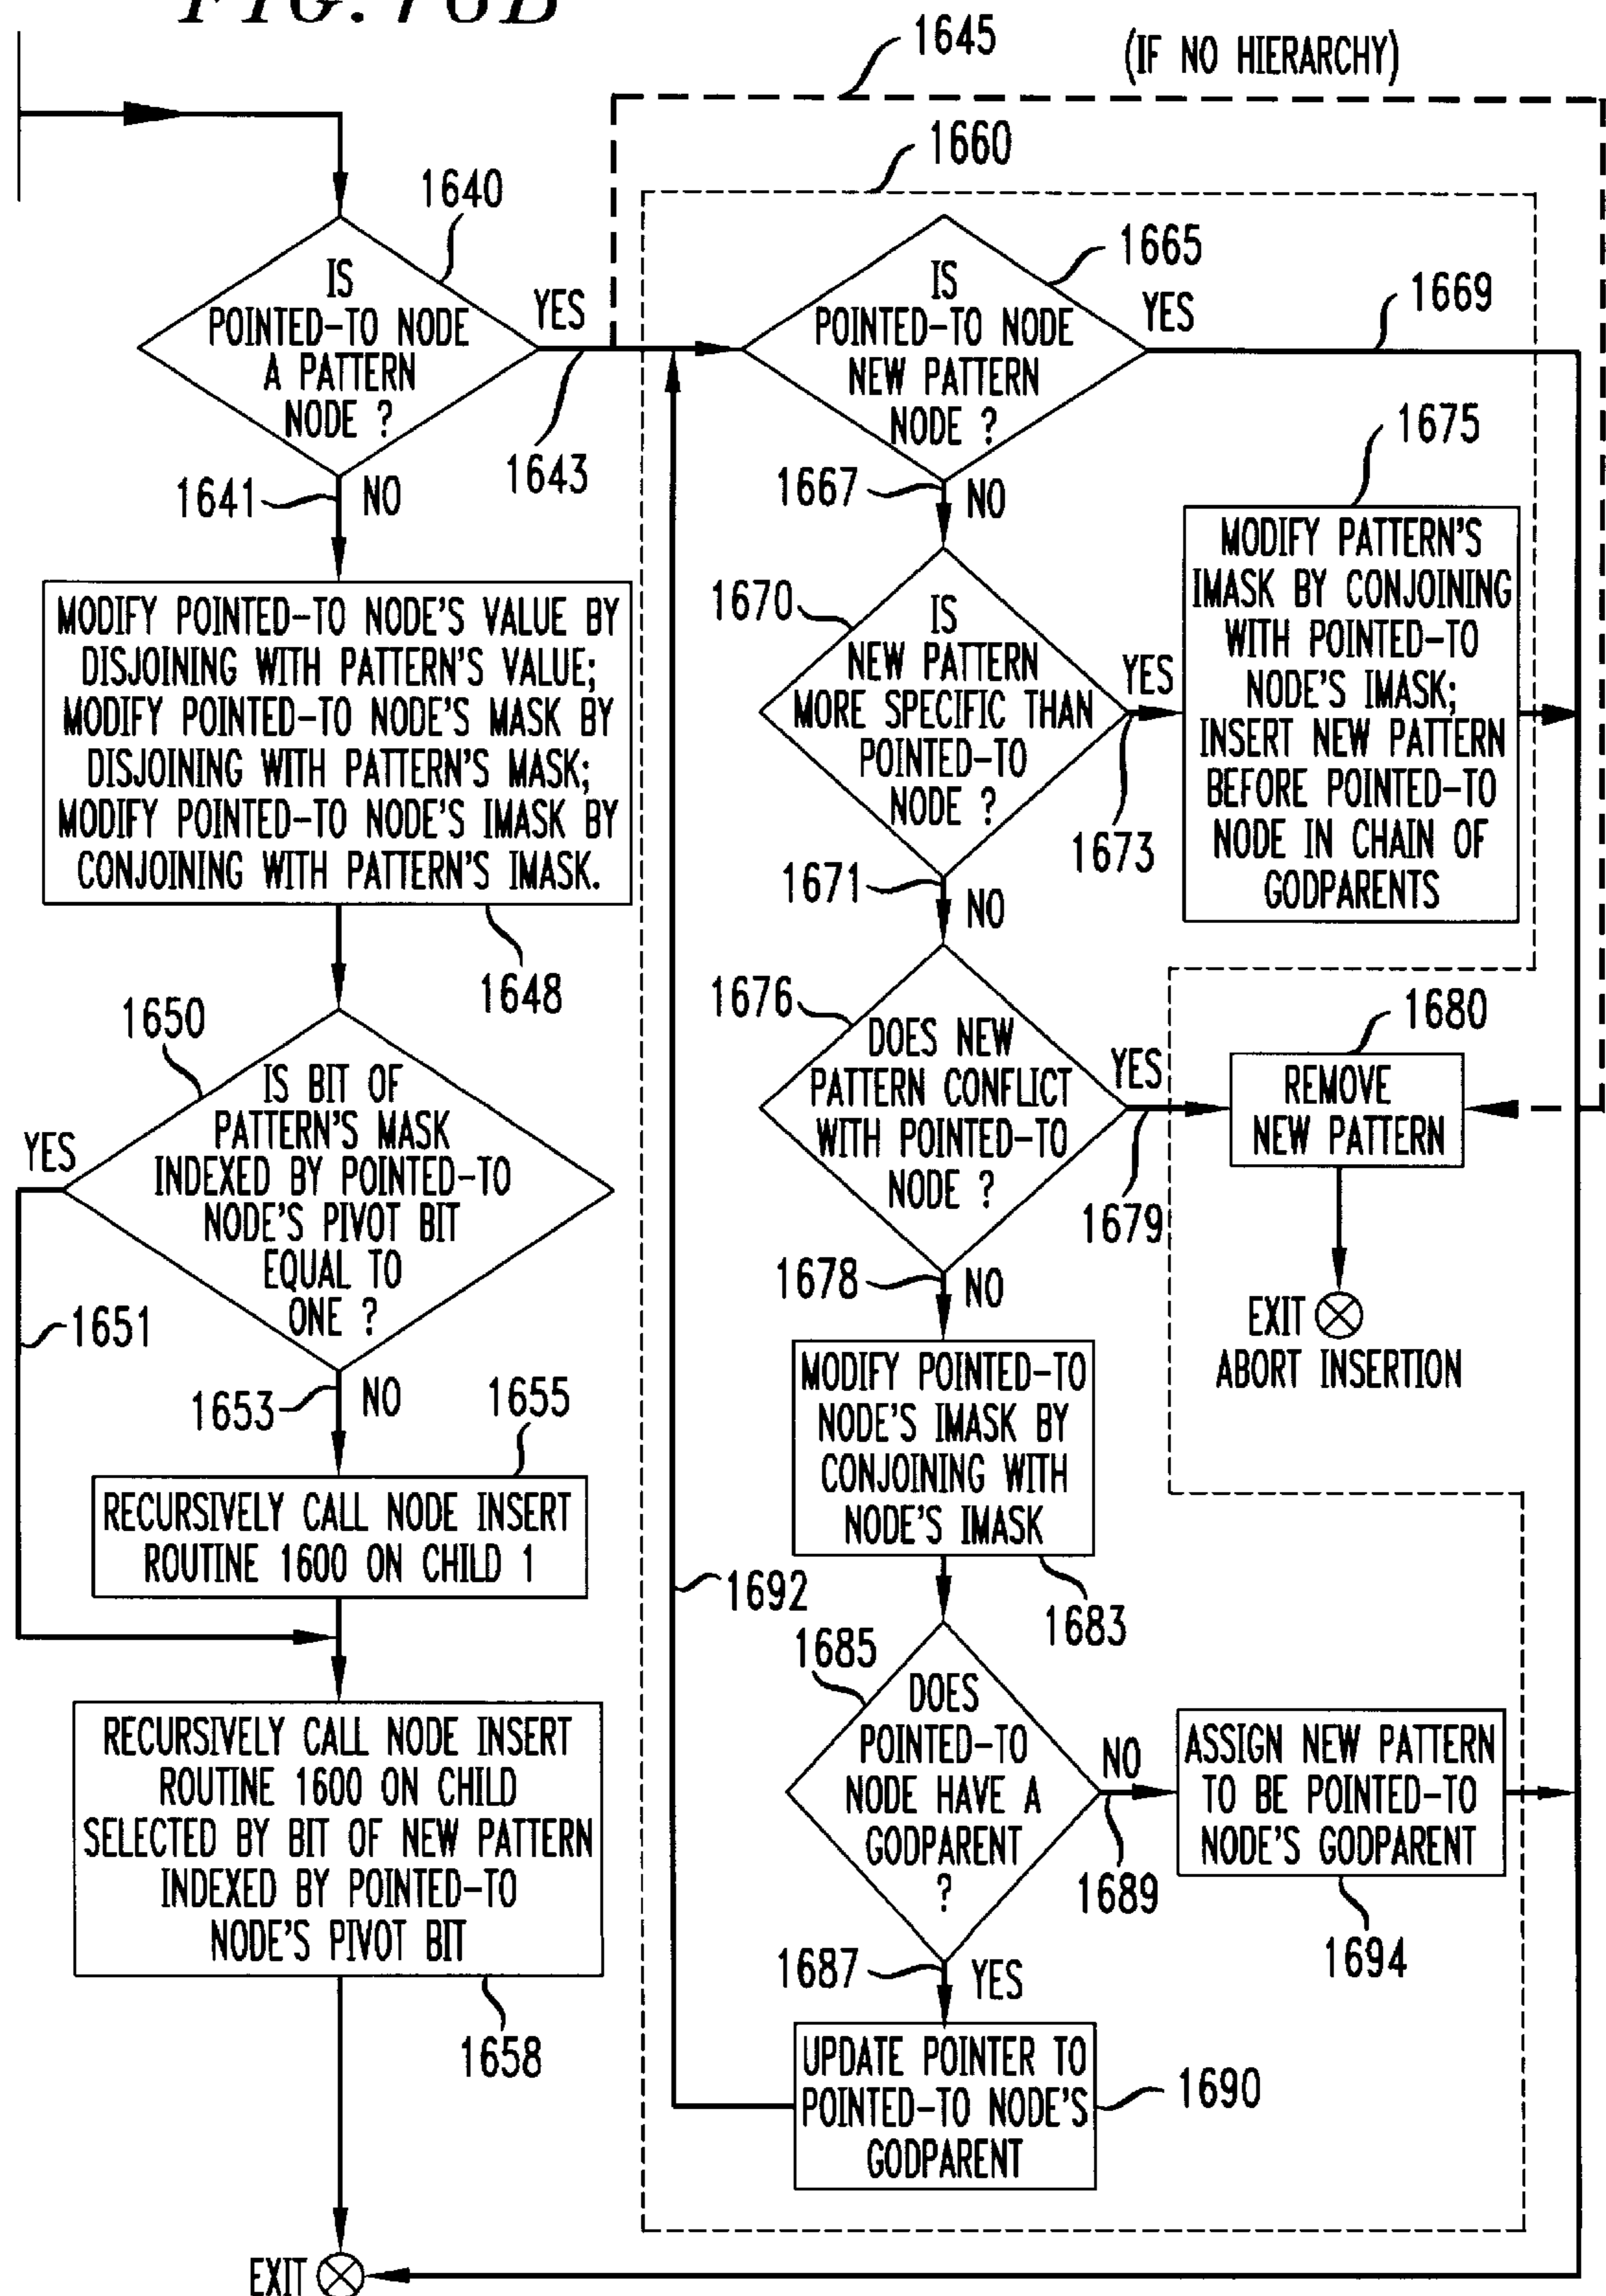 FIG. 16B
1645
(IF NO HIERARCHY)
1660
1640
IS
POINTED-TO NODE
A PATTERN
NODE ?
YES
1643
1641
NO
1665
IS
POINTED-TO NODE
NEW PATTERN
NODE ?
YES
1669
1667
NO
MODIFY POINTED-TO NODE'S VALUE BY
DISJOINING WITH PATTERN'S VALUE;
MODIFY POINTED-TO NODE'S MASK BY
DISJOINING WITH PATTERN'S MASK;
MODIFY POINTED-TO NODE'S IMASK BY
CONJOINING WITH PATTERN'S IMASK.
1648
1670
IS
NEW PATTERN
MORE SPECIFIC THAN
POINTED-TO
NODE ?
YES
1673
1671
NO
1675
MODIFY PATTERN'S
IMASK BY CONJOINING
WITH POINTED-TO
NODE'S IMASK;
INSERT NEW PATTERN
BEFORE POINTED-TO
NODE IN CHAIN OF
GODPARENTS
1650
IS BIT OF
PATTERN'S MASK
INDEXED BY POINTED-TO
NODE'S PIVOT BIT
EQUAL TO
ONE ?
YES
1651
1653
NO
1676
DOES NEW
PATTERN CONFLICT
WITH POINTED-TO
NODE ?
YES
1679
1678
NO
1680
REMOVE
NEW PATTERN
EXIT
ABORT INSERTION
1655
RECURSIVELY CALL NODE INSERT
ROUTINE 1600 ON CHILD 1
MODIFY POINTED-TO
NODE'S IMASK BY
CONJOINING WITH
NODE'S IMASK
1683
1692
RECURSIVELY CALL NODE INSERT
ROUTINE 1600 ON CHILD
SELECTED BY BIT OF NEW PATTERN
INDEXED BY POINTED-TO
NODE'S PIVOT BIT
1658
1685
DOES
POINTED-TO
NODE HAVE A
GODPARENT
?
NO
1689
1687
YES
ASSIGN NEW PATTERN
TO BE POINTED-TO
NODE'S GODPARENT
1694
UPDATE POINTER TO
POINTED-TO NODE'S
GODPARENT
1690
EXIT